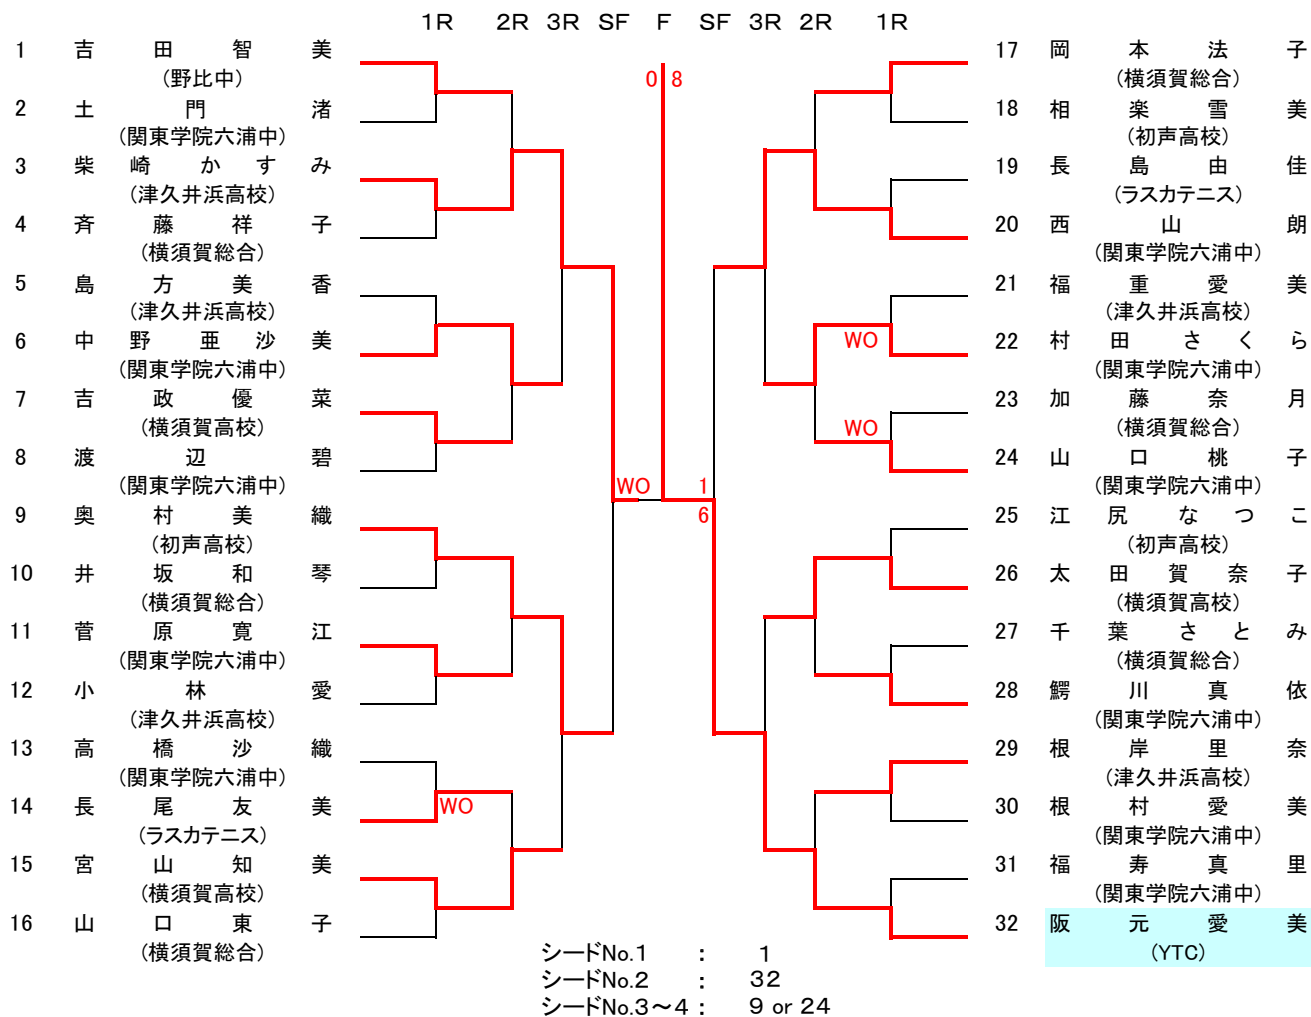 1R 2R 3R SF F SF 3R 2R 1R
0 8
1 吉田智美
(野比中)
2 土門渚
(関東学院六浦中)
3 柴崎かすみ
(津久井浜高校)
4 斉藤祥子
(横須賀総合)
5 島方美香
(津久井浜高校)
6 中野亜沙美
(関東学院六浦中)
7 吉政優菜
(横須賀高校)
8 渡辺碧
(関東学院六浦中)
9 奥村美織
(初声高校)
10 井坂和琴
(横須賀総合)
11 菅原寛江
(関東学院六浦中)
12 小林愛
(津久井浜高校)
13 高橋沙織
(関東学院六浦中)
14 長尾友美
(ラスカテニス)
WO
15 宮山知美
(横須賀高校)
16 山口東子
(横須賀総合)
WO
1
6
17 岡本法子
(横須賀総合)
18 相楽雪美
(初声高校)
19 長島由佳
(ラスカテニス)
20 西山朗
(関東学院六浦中)
21 福重愛美
(津久井浜高校)
WO
22 村田さくら
(関東学院六浦中)
23 加藤奈月
(横須賀総合)
WO
24 山口桃子
(関東学院六浦中)
25 江尻なつこ
(初声高校)
26 太田賀奈子
(横須賀高校)
27 千葉さとみ
(横須賀総合)
28 鰐川真依
(関東学院六浦中)
29 根岸里奈
(津久井浜高校)
30 根村愛美
(関東学院六浦中)
31 福寿真里
(関東学院六浦中)
32 阪元愛美
(YTC)
シードNo.1 : 1
シードNo.2 : 32
シードNo.3～4 : 9 or 24